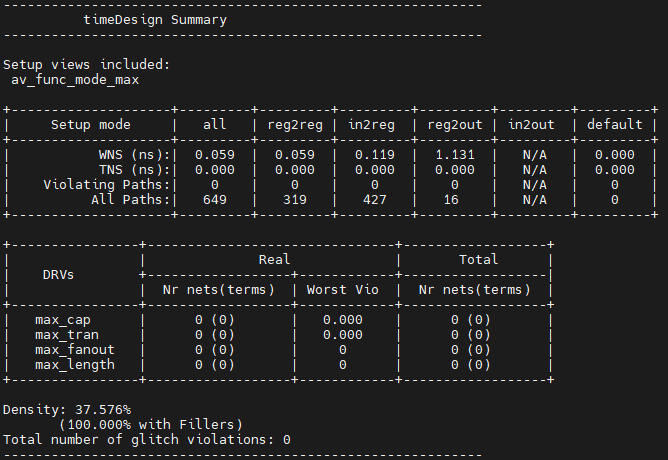 ------------------------------------------------------------
          timeDesign Summary
------------------------------------------------------------

Setup views included:
 av_func_mode_max

+--------------------+---------+---------+---------+---------+---------+---------+
|     Setup mode     |   all   | reg2reg | in2reg  | reg2out | in2out  | default |
+--------------------+---------+---------+---------+---------+---------+---------+
|           WNS (ns):|  0.059  |  0.059  |  0.119  |  1.131  |   N/A   |  0.000  |
|           TNS (ns):|  0.000  |  0.000  |  0.000  |  0.000  |   N/A   |  0.000  |
|    Violating Paths:|    0    |    0    |    0    |    0    |   N/A   |    0    |
|          All Paths:|   649   |   319   |   427   |   16    |   N/A   |    0    |
+--------------------+---------+---------+---------+---------+---------+---------+

+----------------+-------------------------------+------------------+
|                |              Real             |       Total      |
|    DRVs        +------------------+------------+------------------|
|                |  Nr nets(terms)  | Worst Vio  |  Nr nets(terms)  |
+----------------+------------------+------------+------------------+
|   max_cap      |      0 (0)       |   0.000    |      0 (0)       |
|   max_tran     |      0 (0)       |   0.000    |      0 (0)       |
|   max_fanout   |      0 (0)       |     0      |      0 (0)       |
|   max_length   |      0 (0)       |     0      |      0 (0)       |
+----------------+------------------+------------+------------------+

Density: 37.576%
       (100.000% with Fillers)
Total number of glitch violations: 0
------------------------------------------------------------